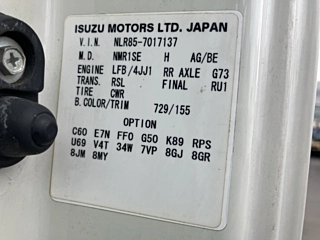 ISUZU MOTORS LTD. JAPAN
V.I.N. NLR85-7017137
M.D. NMR1SE H AG/BE
ENGINE LFB/4JJ1 RR AXLE G73
TRANS. RSL FINAL RU1
TIRE CWR
B.COLOR/TRIM 729/155
OPTION
C60 E7N FF0 G50 K89 RPS
U69 V4T 34W 7VP 8GJ 8GR
8JM 8MY